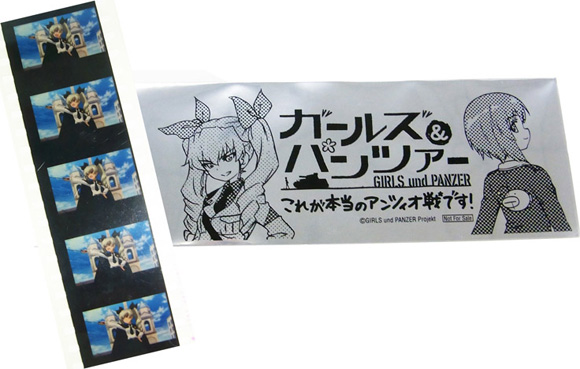 ガールズ&
パンツァー
GIRLS und PANZER
これが本当のアンツィオ戦です!
©GIRLS und PANZER Projekt Not For Sale